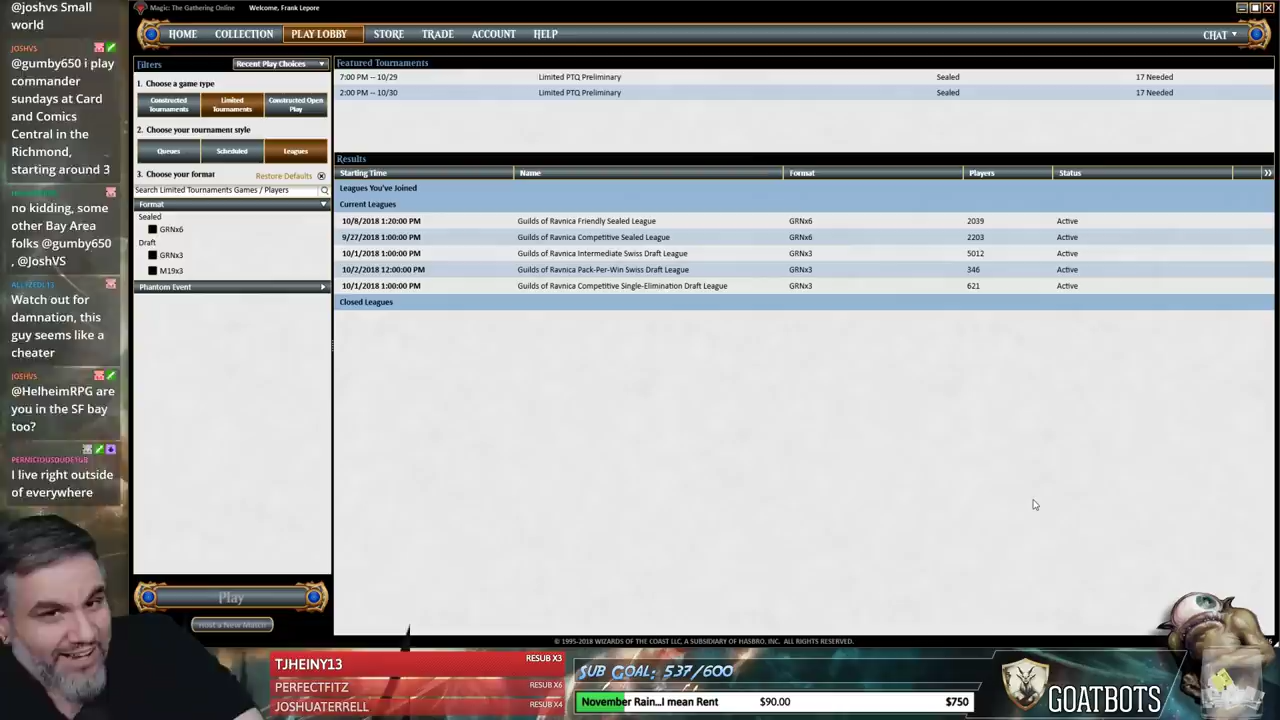 @joshvs Small
world
JOSHVS
@gumby650 i play
commander
sundays at Card
and Comics
Central in the
Richmond,
starting around 3
no kidding, some
other Bay Area
folks @gumby650
, @JoshVS
Watch out for
damnation, this
guy seems like a
cheater
JOSHVS
@HelheimRPG are
you in the SF bay
too?
I live right outside
of everywhere
Magic: The Gathering Online
Welcome, Frank Lepore
HOME
COLLECTION
PLAY LOBBY
STORE
TRADE
ACCOUNT
HELP
CHAT
Filters
Recent Play Choices
1. Choose a game type
Constructed
Tournaments
Limited
Tournaments
Constructed Open
Play
2. Choose your tournament style
Queues
Scheduled
Leagues
3. Choose your format
Restore Defaults
Search Limited Tournaments Games / Players
Format
Sealed
GRNx6
Draft
GRNx3
M19x3
Phantom Event
Play
Host a New Match
Featured Tournaments
7:00 PM -- 10/29 Limited PTQ Preliminary Sealed 17 Needed
2:00 PM -- 10/30 Limited PTQ Preliminary Sealed 17 Needed
Results
Starting Time Name Format Players Status
Leagues You've Joined
Current Leagues
10/8/2018 1:20:00 PM Guilds of Ravnica Friendly Sealed League GRNx6 2039 Active
9/27/2018 1:00:00 PM Guilds of Ravnica Competitive Sealed League GRNx6 2203 Active
10/1/2018 1:00:00 PM Guilds of Ravnica Intermediate Swiss Draft League GRNx3 5012 Active
10/2/2018 12:00:00 PM Guilds of Ravnica Pack-Per-Win Swiss Draft League GRNx3 346 Active
10/1/2018 1:00:00 PM Guilds of Ravnica Competitive Single-Elimination Draft League GRNx3 621 Active
Closed Leagues
© 1995-2018 WIZARDS OF THE COAST LLC, A SUBSIDIARY OF HASBRO, INC. ALL RIGHTS RESERVED.
TJHEINY13 RESUB X3
PERFECTFITZ RESUB X6
JOSHUATERRELL RESUB X4
SUB GOAL: 537/600
November Rain...I mean Rent $90.00 $750
GOATBOTS